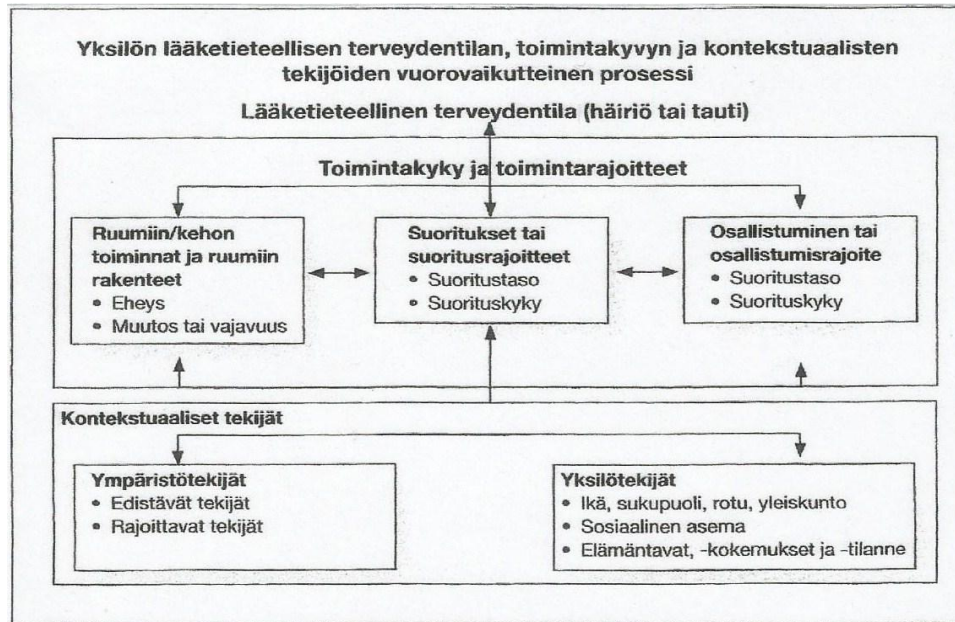 Yksilön lääketieteellisen terveydentilan, toimintakyvyn ja kontekstuaalisten
tekijöiden vuorovaikutteinen prosessi
Lääketieteellinen terveydentila (häiriö tai tauti)
Toimintakyky ja toimintarajoitteet
Ruumiin/kehon
toiminnat ja ruumiin
rakenteet
• Eheys
• Muutos tai vajavuus
Suoritukset tai
suoritusrajoitteet
• Suoritustaso
• Suorituskyky
Osallistuminen tai
osallistumisrajoite
• Suoritustaso
• Suorituskyky
Kontekstuaaliset tekijät
Ympäristötekijät
• Edistävät tekijät
• Rajoittavat tekijät
Yksilötekijät
• Ikä, sukupuoli, rotu, yleiskunto
• Sosiaalinen asema
• Elämäntavat, -kokemukset ja -tilanne